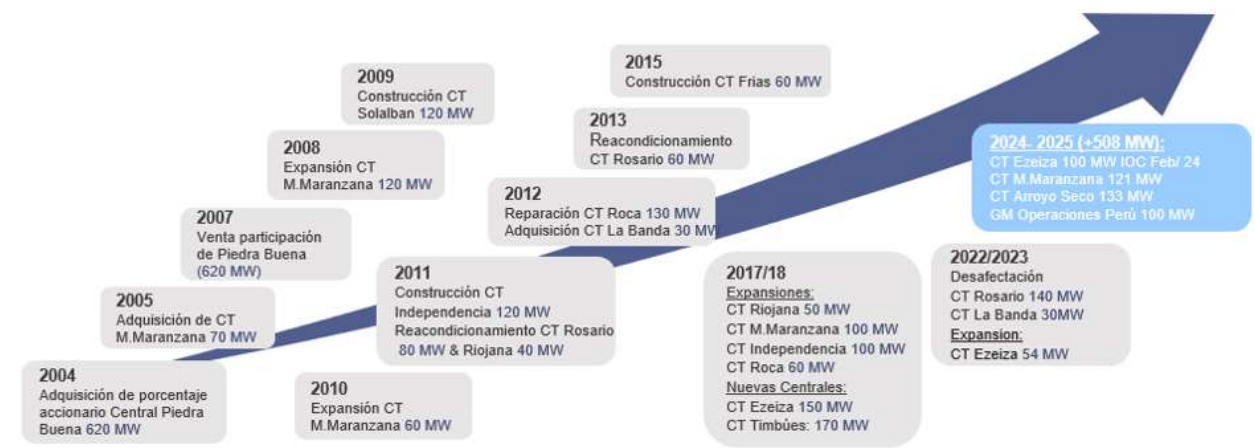 2004
Adquisición de porcentaje
accionario Central Piedra
Buena 620 MW
2005
Adquisición de CT
M.Maranzana 70 MW
2007
Venta participación
de Piedra Buena
(620 MW)
2008
Expansión CT
M.Maranzana 120 MW
2009
Construcción CT
Solalban 120 MW
2010
Expansión CT
M.Maranzana 60 MW
2011
Construcción CT
Independencia 120 MW
Reacondicionamiento CT Rosario
80 MW & Riojana 40 MW
2012
Reparación CT Roca 130 MW
Adquisición CT La Banda 30 MW
2013
Reacondicionamiento
CT Rosario 60 MW
2015
Construcción CT Frias 60 MW
2017/18
Expansiones:
CT Riojana 50 MW
CT M.Maranzana 100 MW
CT Independencia 100 MW
CT Roca 60 MW
Nuevas Centrales:
CT Ezeiza 150 MW
CT Timbúes: 170 MW
2022/2023
Desafectación
CT Rosario 140 MW
CT La Banda 30MW
Expansion:
CT Ezeiza 54 MW
2024- 2025 (+508 MW):
CT Ezeiza 100 MW IOC Feb/ 24
CT M.Maranzana 121 MW
CT Arroyo Seco 133 MW
GM Operaciones Perú 100 MW